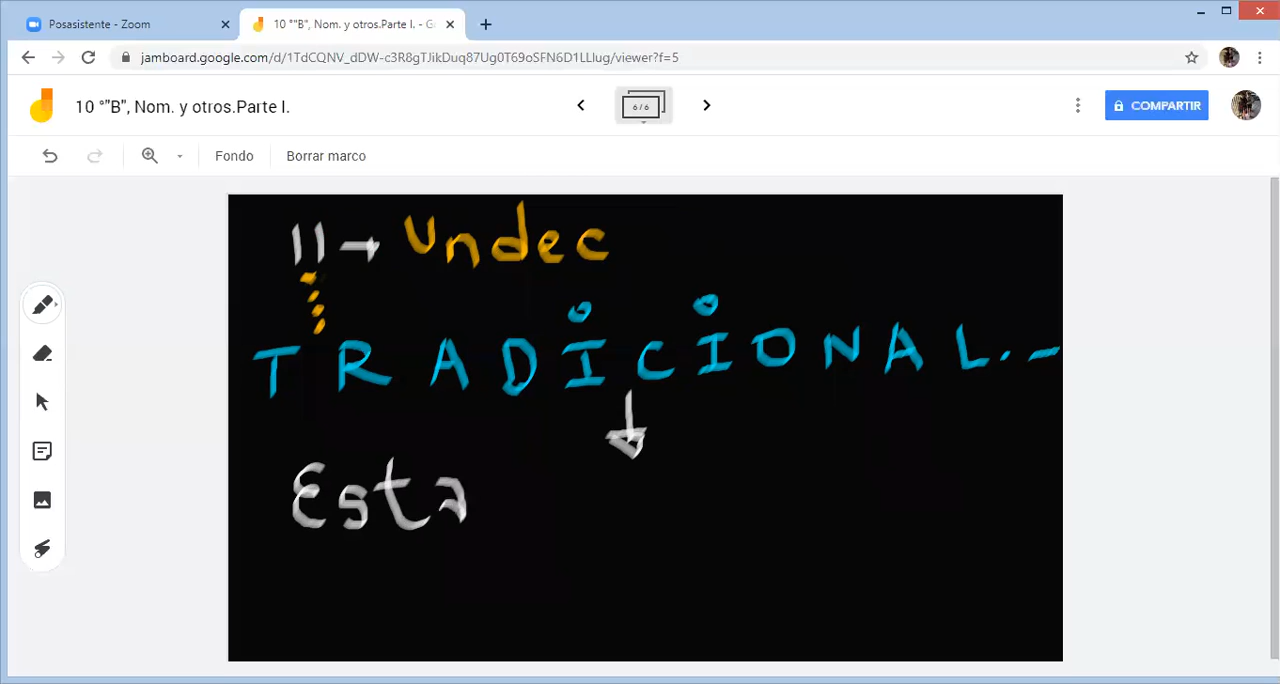 Posasistente - Zoom
10 °"B", Nom. y otros.Parte I. - G
jamboard.google.com/d/1TdCQNV_dDW-c3R8gTJikDuq87Ug0T69eSFN6D1LLlug/viewer?f=5
10 °"B", Nom. y otros.Parte I.
6/6
COMPARTIR
Fondo
Borrar marco
11 → Undec
TRADICIONAL.-
Esta